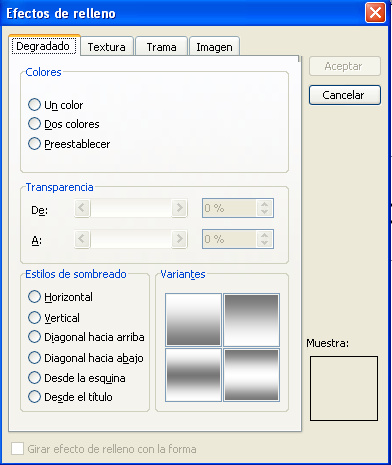 Efectos de relleno
Degradado Textura Trama Imagen
Colores
Un color
Dos colores
Preestablecer
Aceptar
Cancelar
Transparencia
De: 0 %
A: 0 %
Estilos de sombreado
Horizontal
Vertical
Diagonal hacia arriba
Diagonal hacia abajo
Desde la esquina
Desde el título
Variantes
Muestra:
Girar efecto de relleno con la forma